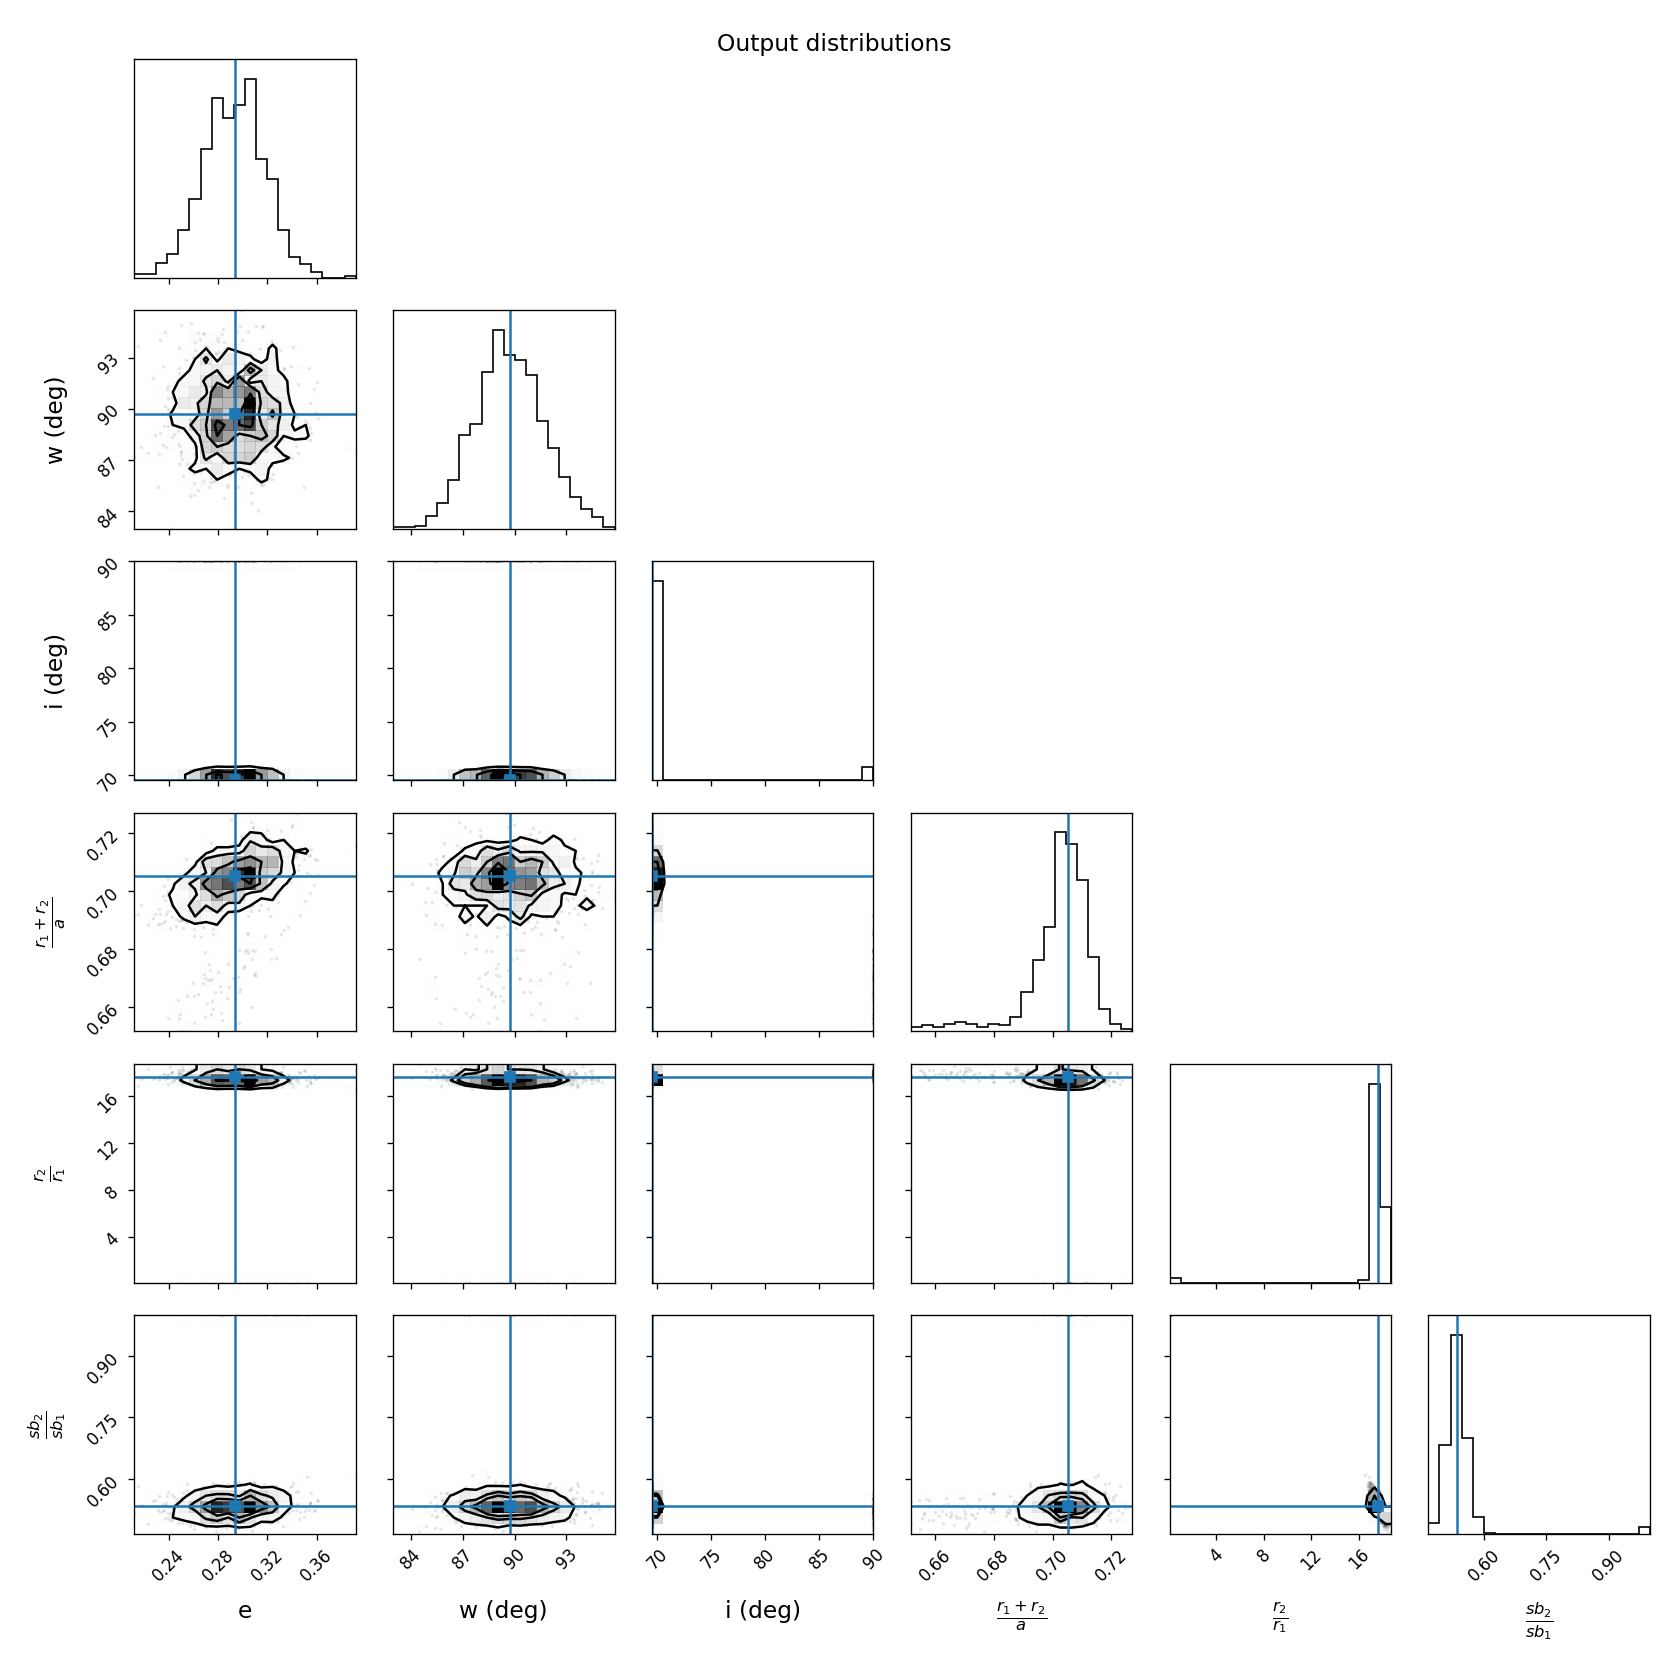 Output distributions
93
90
87
84
w (deg)
90
85
80
75
70
i (deg)
0.72
0.70
0.68
0.66
r₁ + r₂
a
16
12
8
4
r₂
r₁
0.90
0.75
0.60
sb₂
sb₁
0.24 0.28 0.32 0.36 84 87 90 93 70 75 80 85 90 0.66 0.68 0.70 0.72 4 8 12 16 0.60 0.75 0.90
e w (deg) i (deg) r₁ + r₂ r₂ sb₂
a r₁ sb₁